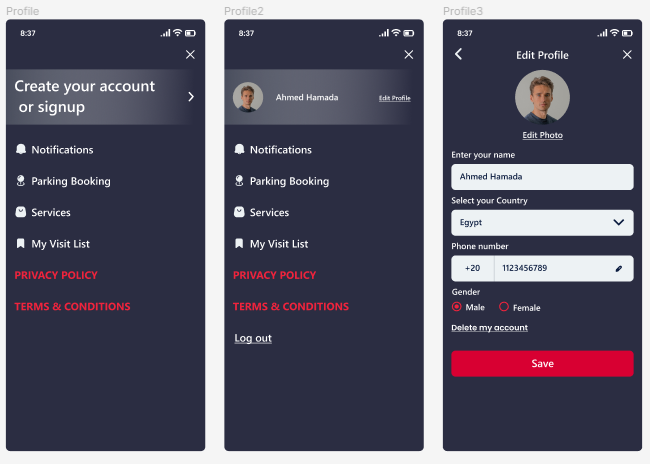 Profile
8:37
Create your account
or signup
Notifications
Parking Booking
Services
My Visit List
PRIVACY POLICY
TERMS & CONDITIONS
Profile2
8:37
Ahmed Hamada
Edit Profile
Notifications
Parking Booking
Services
My Visit List
PRIVACY POLICY
TERMS & CONDITIONS
Log out
Profile3
8:37
Edit Profile
Edit Photo
Enter your name
Ahmed Hamada
Select your Country
Egypt
Phone number
+20 1123456789
Gender
Male Female
Delete my account
Save